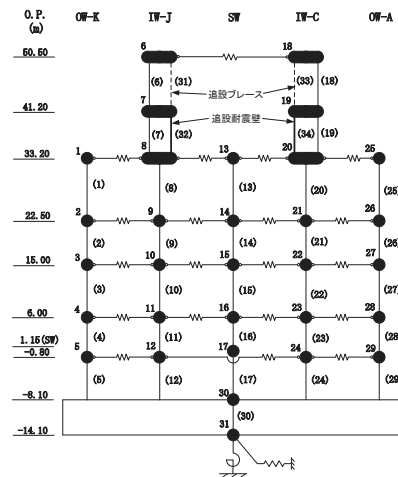 O.P. OW-K IW-J SW IW-C OW-A
(m)
50.50 6 18
(6) (31) (33) (18)
追設ブレース
41.20 7 19
追設耐震壁
(7) (32) (34) (19)
33.20 1 8 13 20 25
(1) (8) (13) (20) (25)
22.50 2 9 14 21 26
(2) (9) (14) (21) (26)
15.00 3 10 15 22 27
(3) (10) (15) (22) (27)
6.00 4 11 16 23 28
1.15(SW) (4) (11) (16) (23) (28
-0.80 5 12 17 24 29
(5) (12) (17) (24) (29
-8.10 30
(30)
-14.10 31